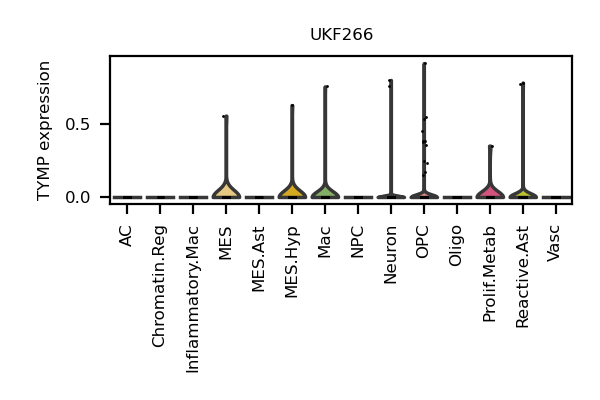 UKF266
TYMP expression
0.5
0.0
AC
Chromatin.Reg
Inflammatory.Mac
MES
MES.Ast
MES.Hyp
Mac
NPC
Neuron
OPC
Oligo
Prolif.Metab
Reactive.Ast
Vasc